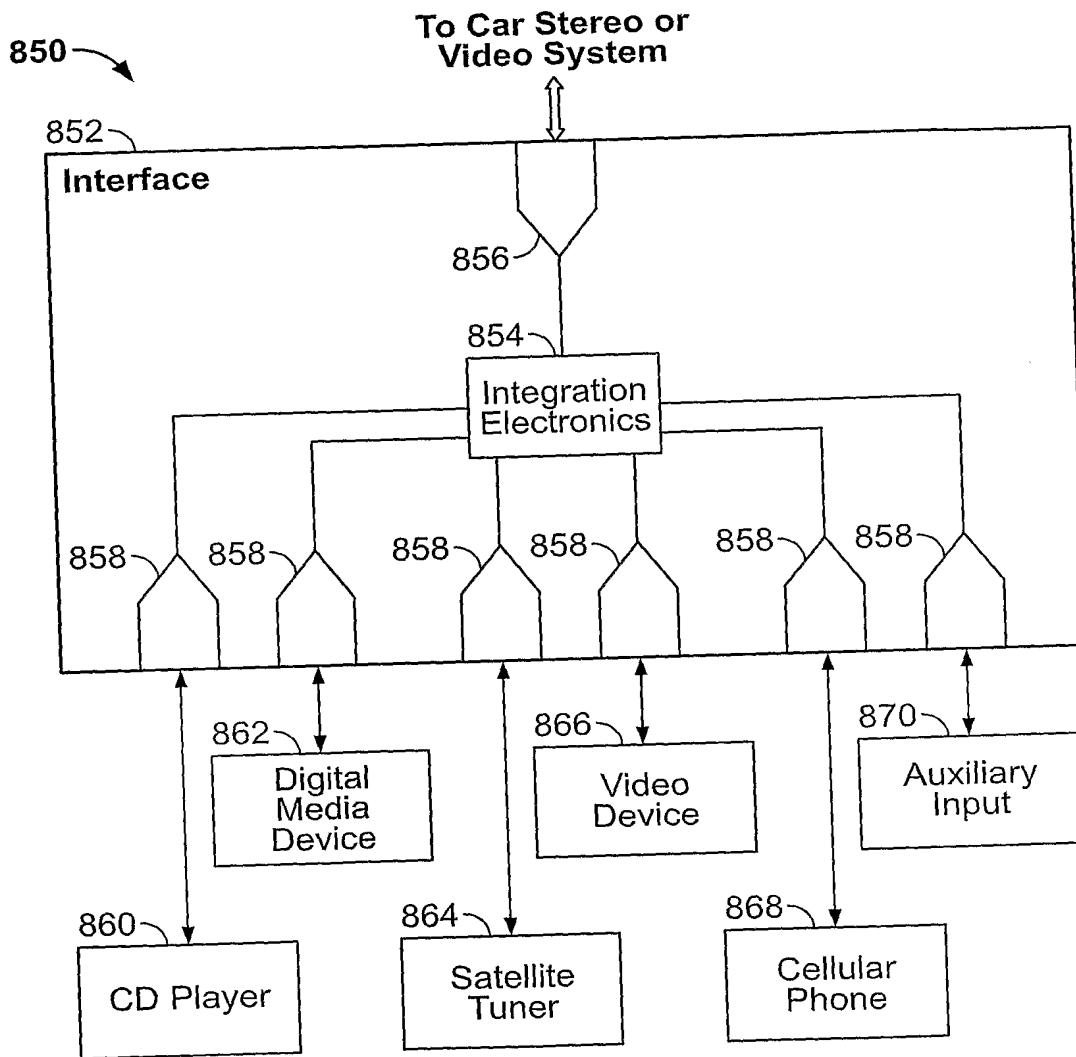 To Car Stereo or
Video System
850
852
Interface
856
854
Integration
Electronics
858
858
858
858
858
858
862
Digital
Media
Device
866
Video
Device
870
Auxiliary
Input
860
CD Player
864
Satellite
Tuner
868
Cellular
Phone